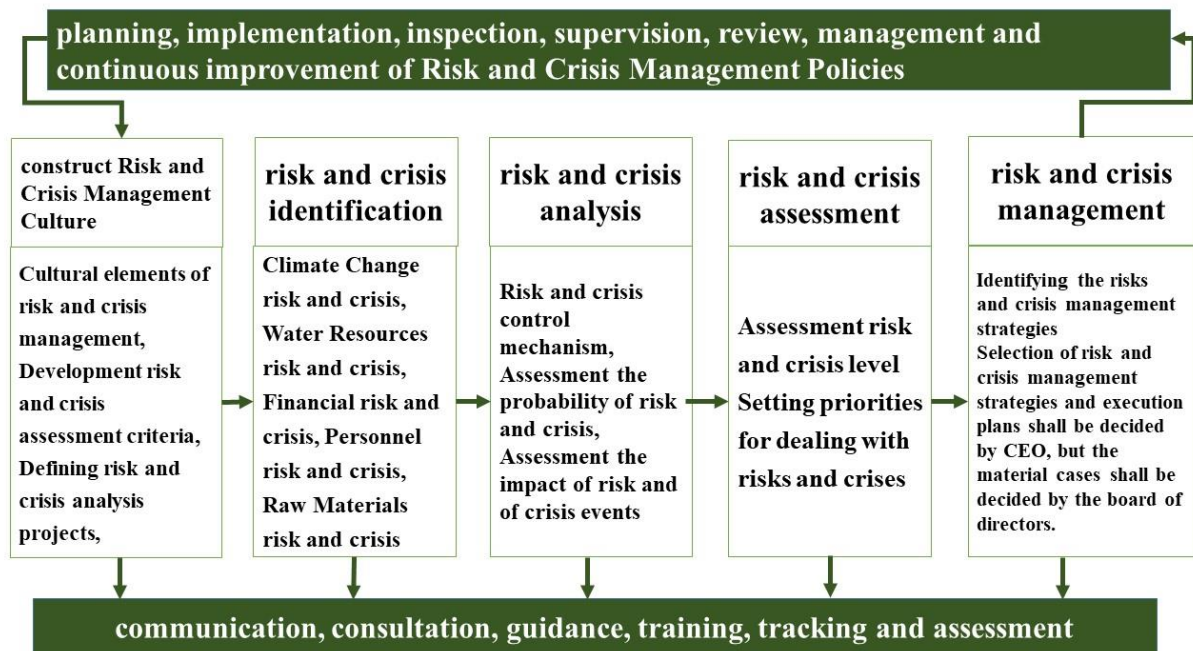 planning, implementation, inspection, supervision, review, management and
continuous improvement of Risk and Crisis Management Policies
construct Risk and
Crisis Management
Culture
Cultural elements of
risk and crisis
management,
Development risk
and crisis
assessment criteria,
Defining risk and
crisis analysis
projects,
risk and crisis
identification
Climate Change
risk and crisis,
Water Resources
risk and crisis,
Financial risk and
crisis, Personnel
risk and crisis,
Raw Materials
risk and crisis
risk and crisis
analysis
Risk and crisis
control
mechanism,
Assessment the
probability of risk
and crisis,
Assessment the
impact of risk and
of crisis events
risk and crisis
assessment
Assessment risk
and crisis level
Setting priorities
for dealing with
risks and crises
risk and crisis
management
Identifying the risks
and crisis management
strategies
Selection of risk and
crisis management
strategies and execution
plans shall be decided
by CEO, but the
material cases shall be
decided by the board of
directors.
communication, consultation, guidance, training, tracking and assessment